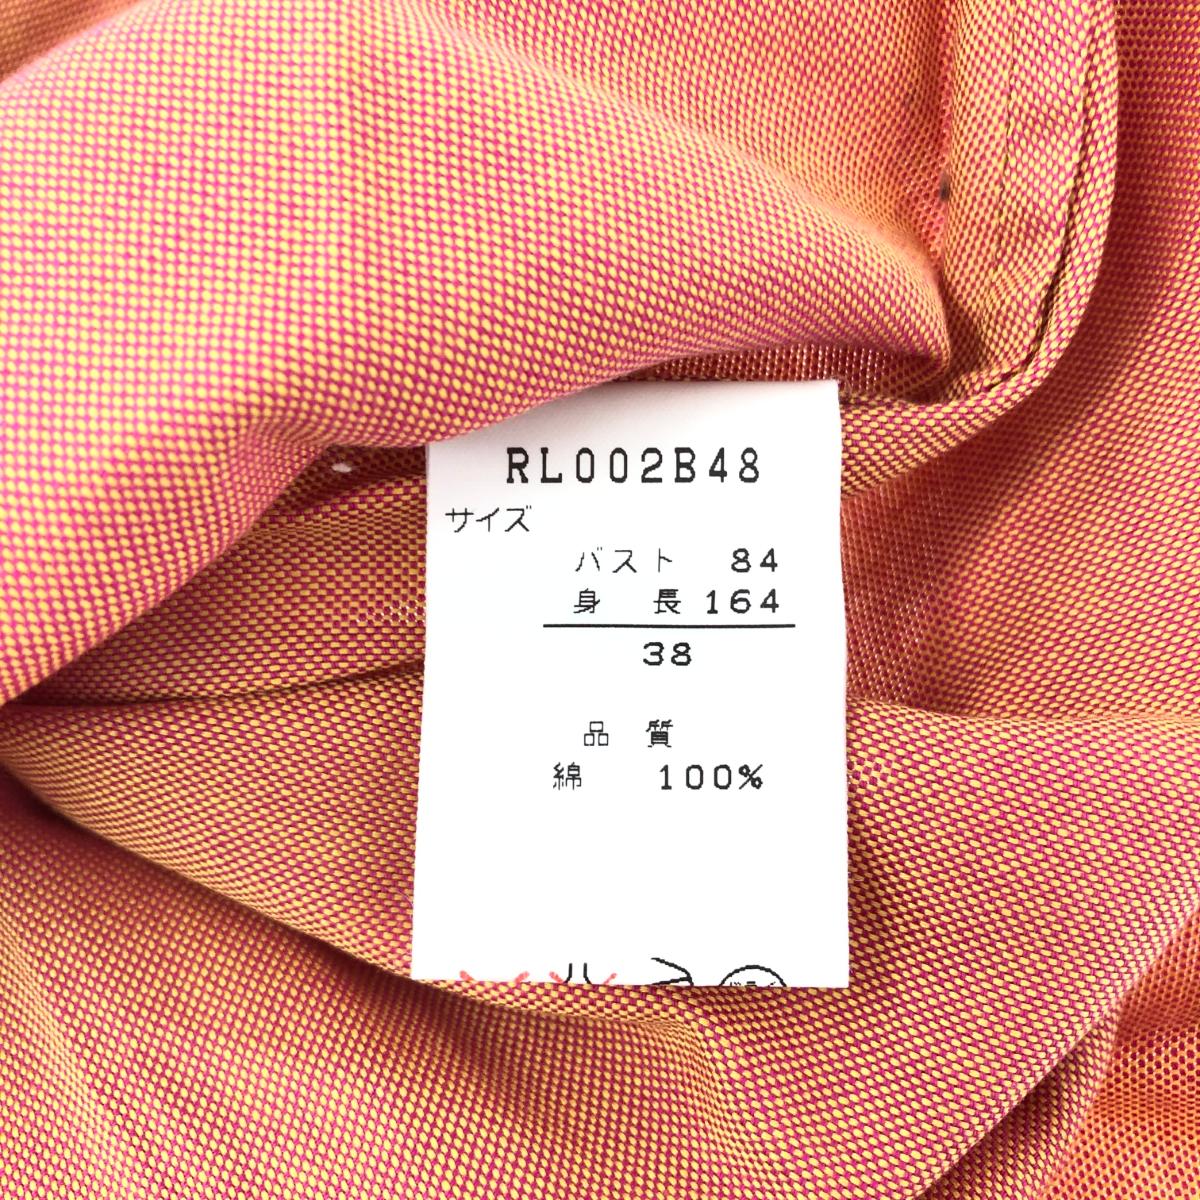 RL002B48
サイズ
バスト 84
身 長 164
38
品 質
綿 100%